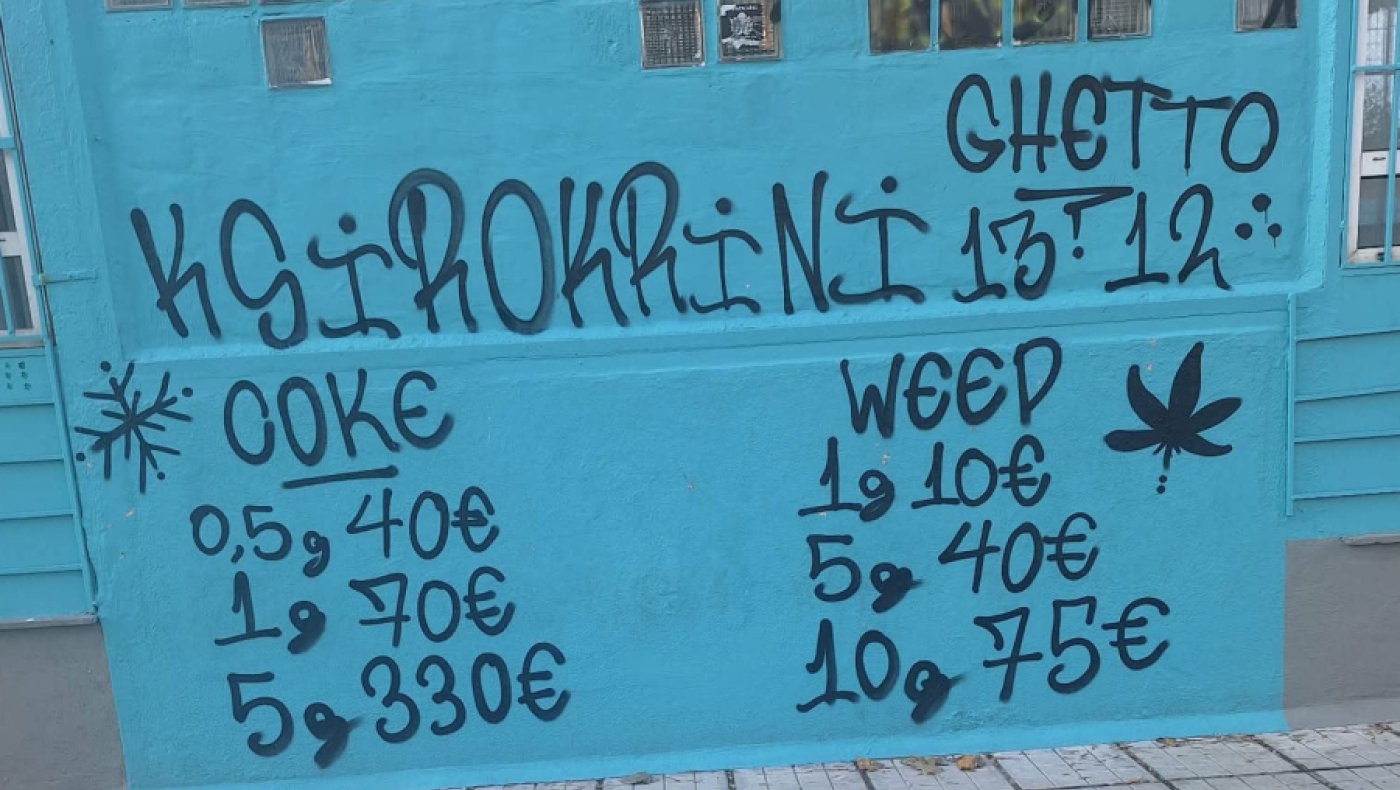 GHETTO
KSiROKRiNi 13 12
COKE
0,5g 40€
1g 70€
5g 330€
WEED
1g 10€
5g 40€
10g 75€